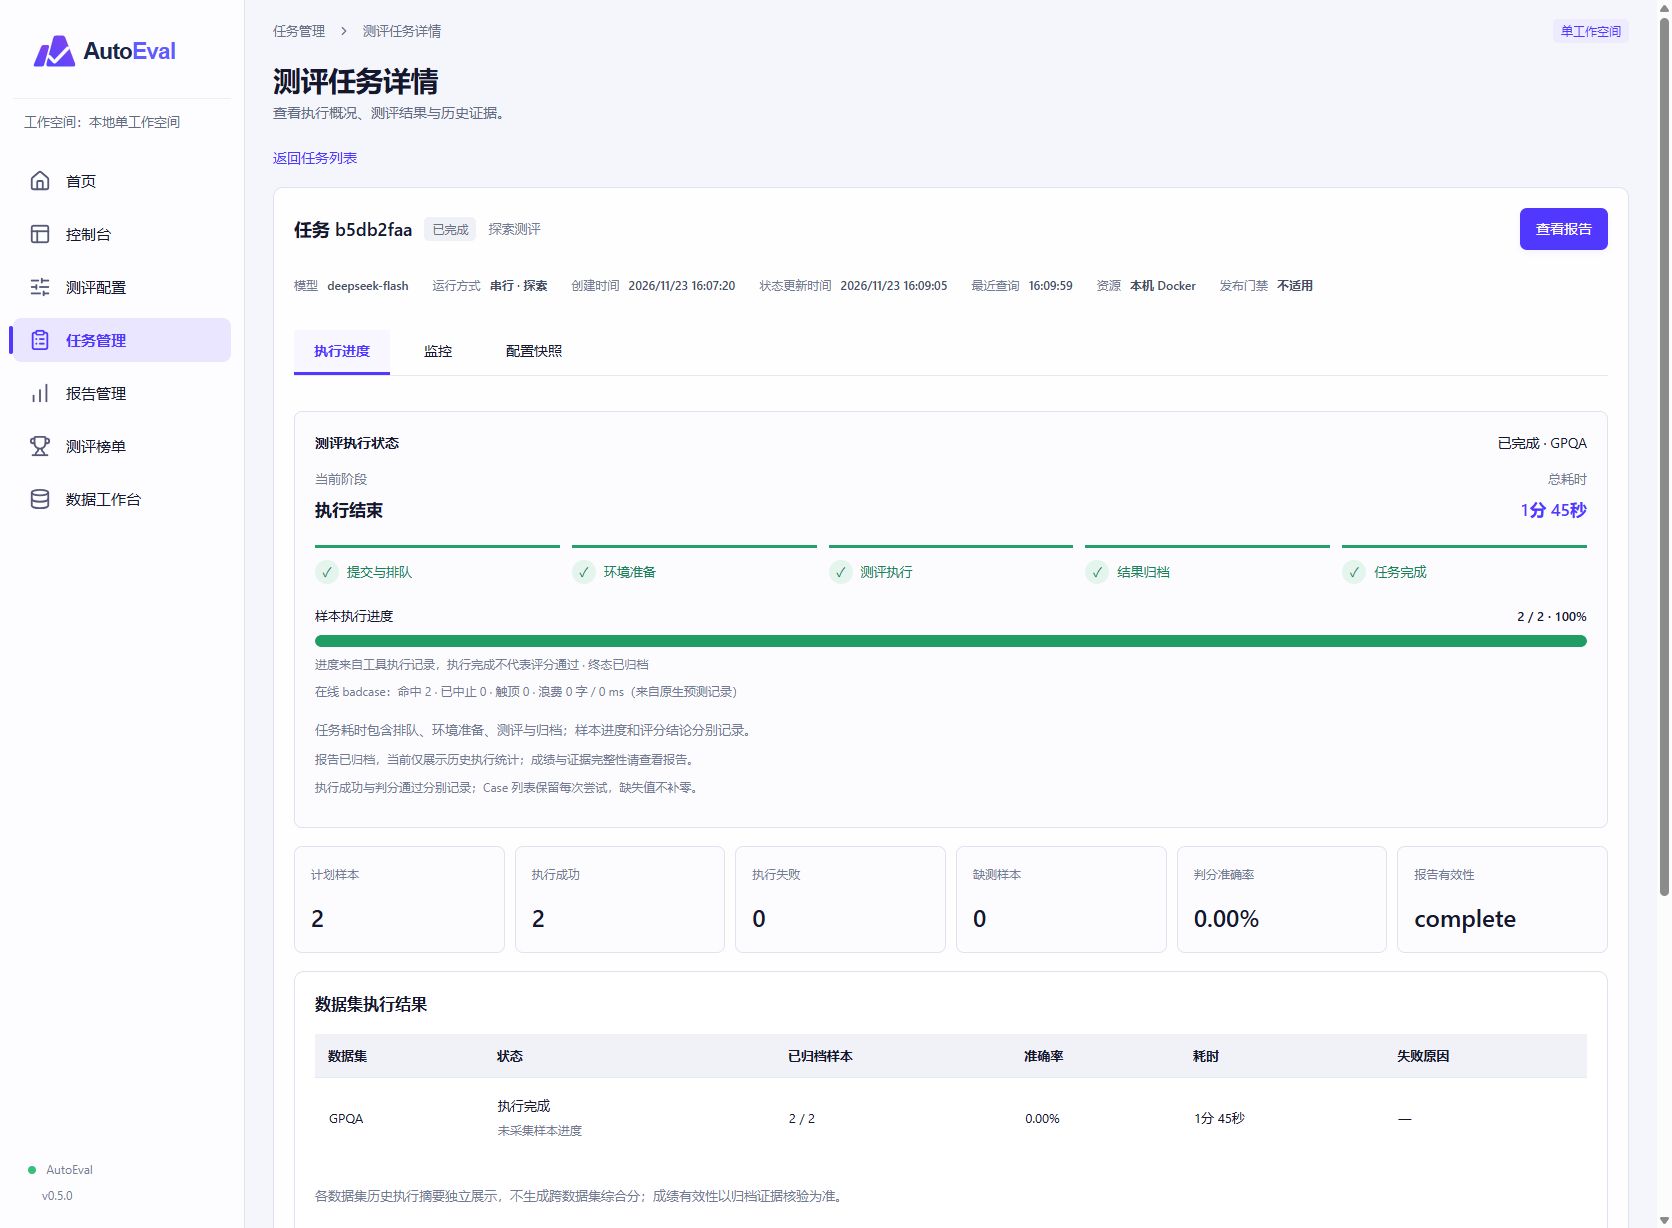 AutoEval
工作空间：本地单工作空间
首页
控制台
测评配置
任务管理
报告管理
测评榜单
数据工作台
AutoEval
v0.5.0
任务管理 > 测评任务详情
单工作空间
测评任务详情
查看执行概况、测评结果与历史证据。
返回任务列表
任务 b5db2faa 已完成 探索测评
查看报告
模型 deepseek-flash 运行方式 串行 · 探索 创建时间 2026/11/23 16:07:20 状态更新时间 2026/11/23 16:09:05 最近查询 16:09:59 资源 本机 Docker 发布门禁 不适用
执行进度 监控 配置快照
测评执行状态 已完成 · GPQA
当前阶段 总耗时
执行结束 1分 45秒
✓ 提交与排队 ✓ 环境准备 ✓ 测评执行 ✓ 结果归档 ✓ 任务完成
样本执行进度 2 / 2 · 100%
进度来自工具执行记录，执行完成不代表评分通过 · 终态已归档
在线 badcase：命中 2 · 已中止 0 · 触顶 0 · 浪费 0 字 / 0 ms（来自原生预测记录）
任务耗时包含排队、环境准备、测评与归档；样本进度和评分结论分别记录。
报告已归档，当前仅展示历史执行统计；成绩与证据完整性请查看报告。
执行成功与判分通过分别记录；Case 列表保留每次尝试，缺失值不补零。
计划样本 执行成功 执行失败 缺测样本 判分准确率 报告有效性
2 2 0 0 0.00% complete
数据集执行结果
数据集 状态 已归档样本 准确率 耗时 失败原因
GPQA 执行完成 2 / 2 0.00% 1分 45秒 —
未采集样本进度
各数据集历史执行摘要独立展示，不生成跨数据集综合分；成绩有效性以归档证据核验为准。